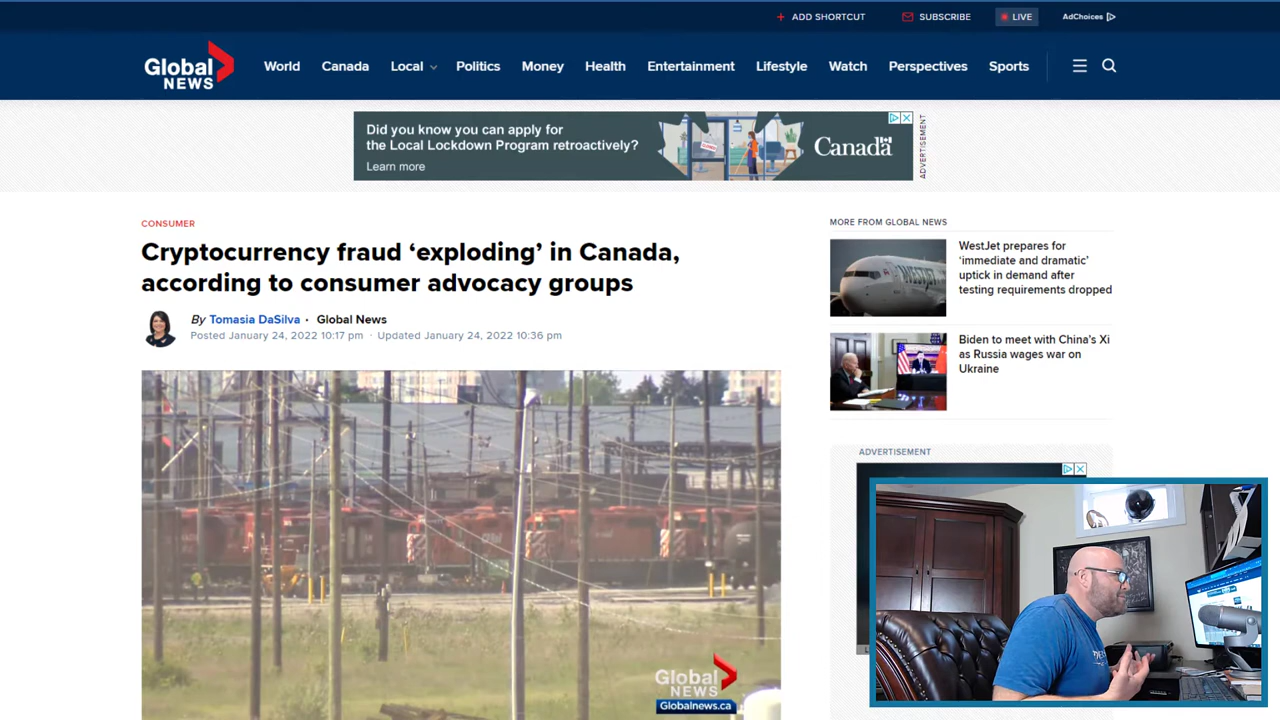 ADD SHORTCUT
SUBSCRIBE
LIVE
AdChoices
Global NEWS
World
Canada
Local
Politics
Money
Health
Entertainment
Lifestyle
Watch
Perspectives
Sports
Did you know you can apply for
the Local Lockdown Program retroactively?
Learn more
CLOSED
Canada
ADVERTISEMENT
CONSUMER
Cryptocurrency fraud ‘exploding’ in Canada,
according to consumer advocacy groups
By Tomasia DaSilva · Global News
Posted January 24, 2022 10:17 pm · Updated January 24, 2022 10:36 pm
Global
NEWS
Globalnews.ca
MORE FROM GLOBAL NEWS
WestJet prepares for
‘immediate and dramatic’
uptick in demand after
testing requirements dropped
Biden to meet with China’s Xi
as Russia wages war on
Ukraine
ADVERTISEMENT